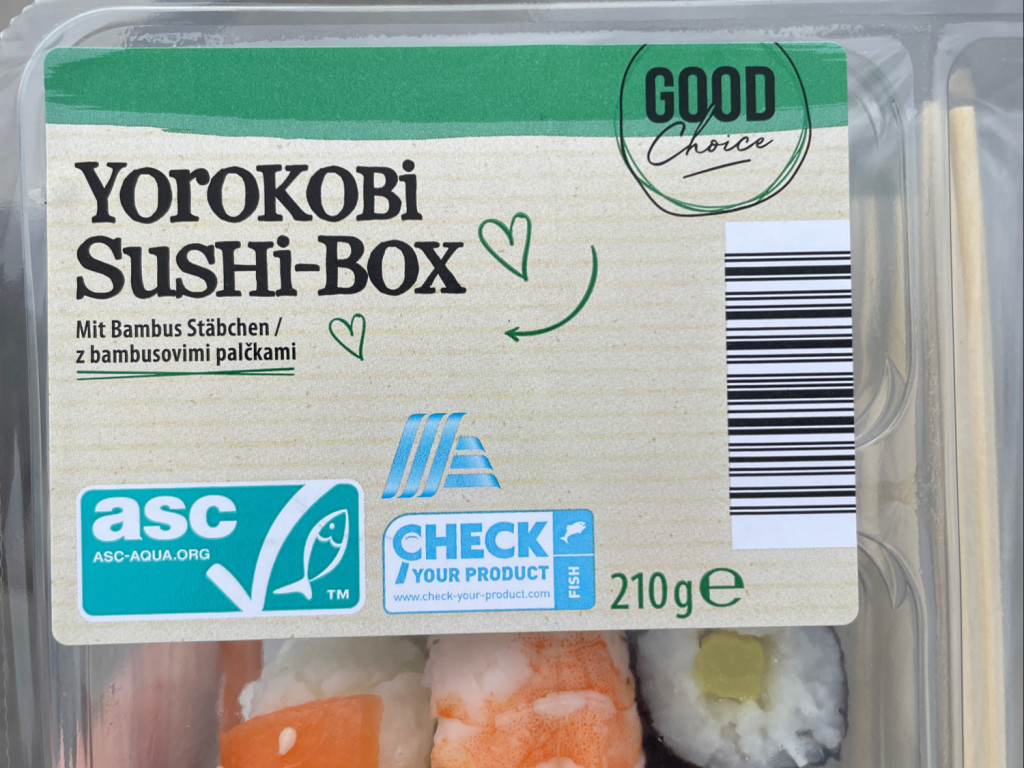 GOOD
Choice
YOROKOBi
SUSHi-BOX
Mit Bambus Stäbchen /
z bambusovimi palčkami
asc
ASC-AQUA.ORG
TM
CHECK
YOUR PRODUCT
www.check-your-product.com
FISH
210 g e